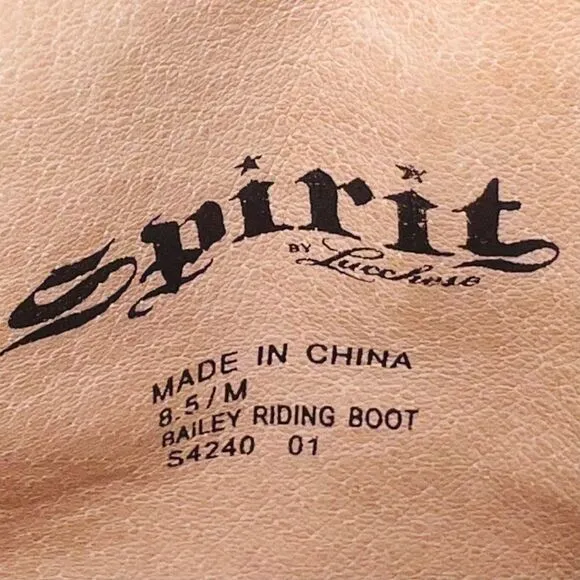 Spirit
BY Lucchese
MADE IN CHINA
8.5/M
BAILEY RIDING BOOT
S4240 01